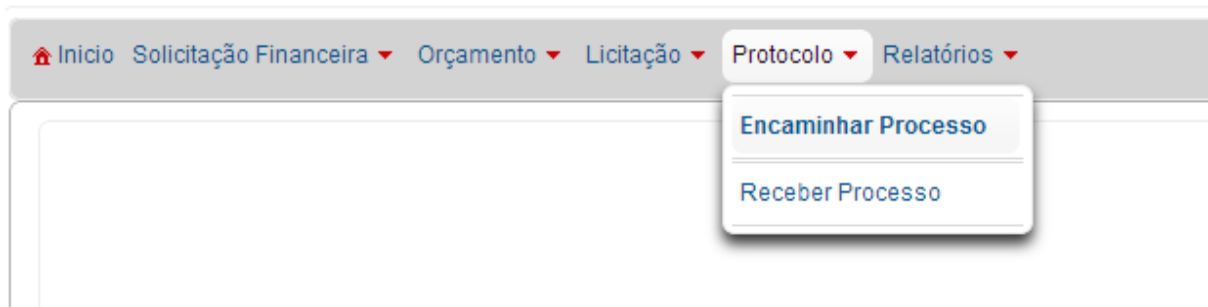 Inicio Solicitação Financeira Orçamento Licitação Protocolo Relatórios
Encaminhar Processo
Receber Processo